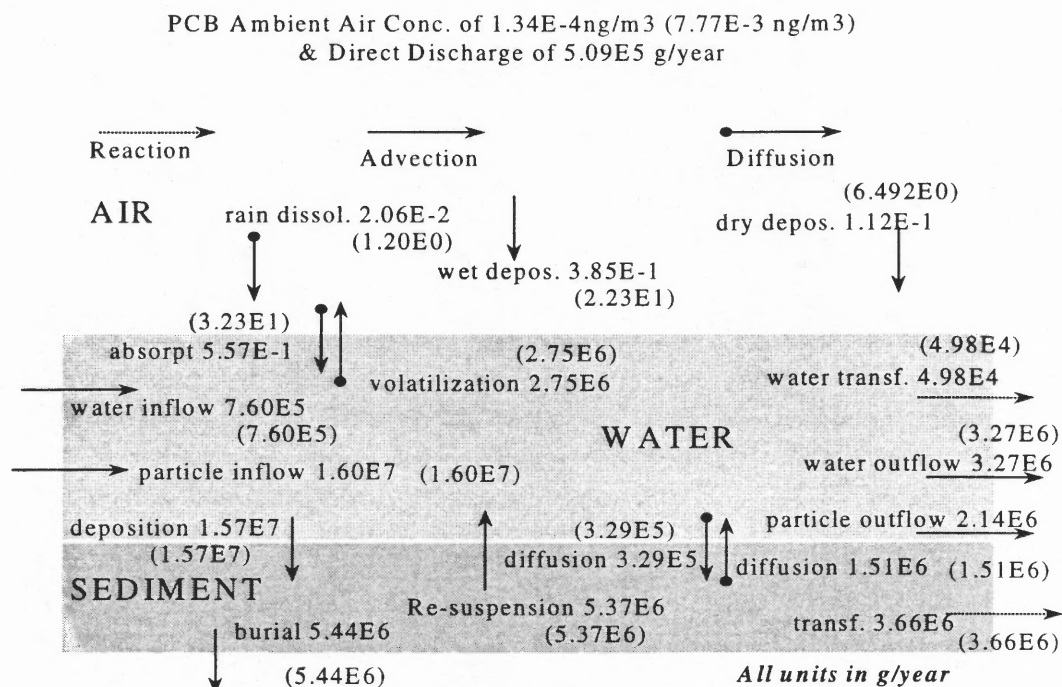 PCB Ambient Air Conc. of 1.34E-4ng/m3 (7.77E-3 ng/m3)
& Direct Discharge of 5.09E5 g/year
Reaction
Advection
Diffusion
(6.492E0)
AIR
rain dissol. 2.06E-2
dry depos. 1.12E-1
(1.20E0)
wet depos. 3.85E-1
(2.23E1)
(3.23E1)
absorpt 5.57E-1
(2.75E6)
volatilization 2.75E6
(4.98E4)
water transf. 4.98E4
water inflow 7.60E5
(7.60E5)
WATER
(3.27E6)
particle inflow 1.60E7 (1.60E7)
water outflow 3.27E6
deposition 1.57E7
(1.57E7)
(3.29E5)
diffusion 3.29E5
particle outflow 2.14E6
diffusion 1.51E6 (1.51E6)
SEDIMENT
Re-suspension 5.37E6
(5.37E6)
burial 5.44E6
(5.44E6)
transf. 3.66E6
(3.66E6)
All units in g/year